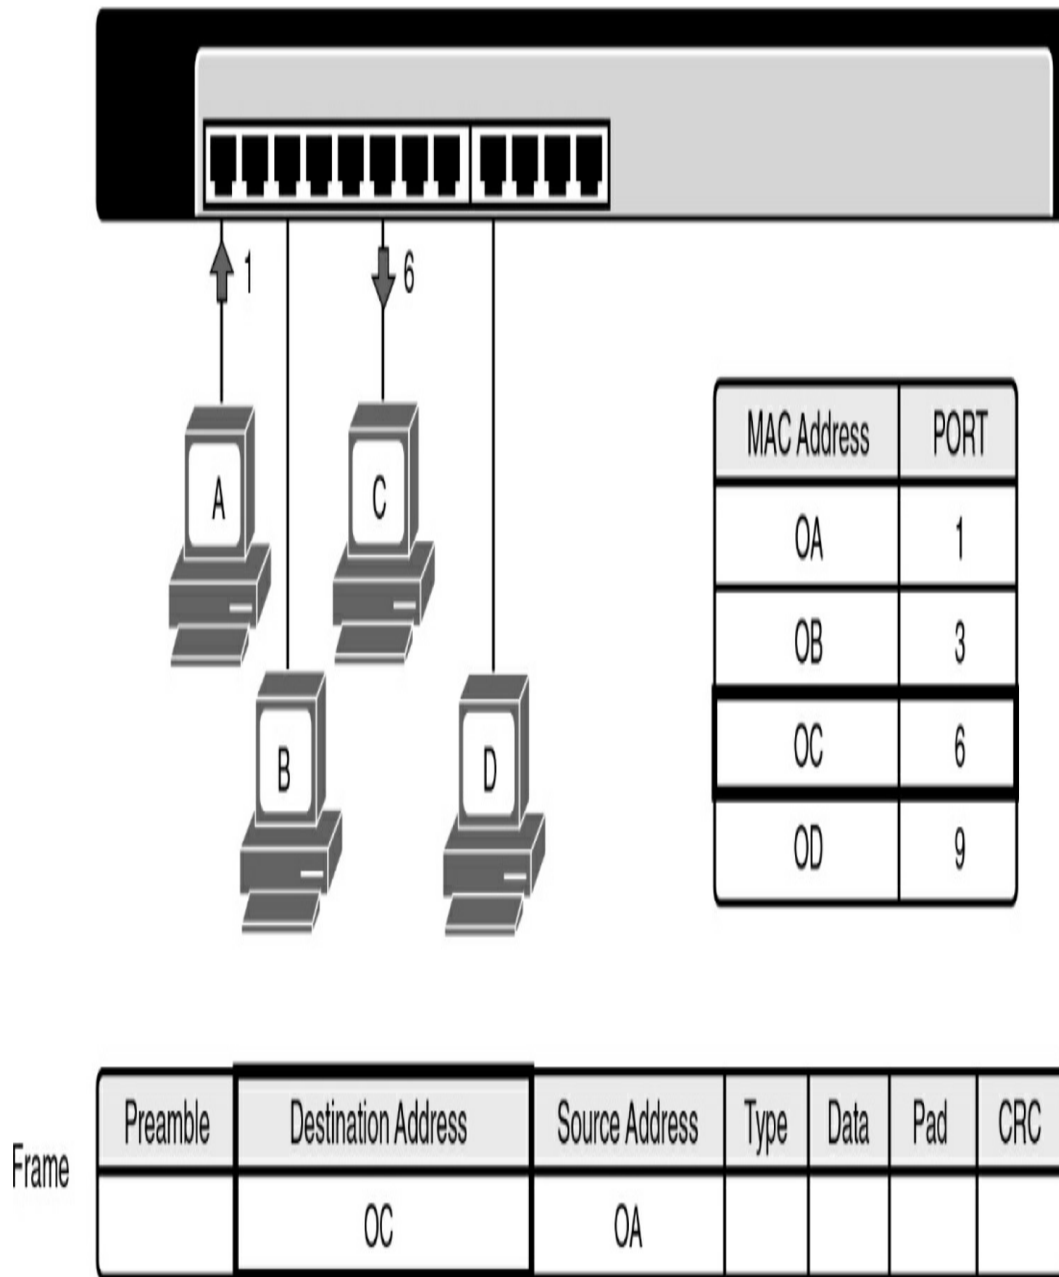 1
6
A
C
B
D
MAC Address PORT
OA 1
OB 3
OC 6
OD 9
Frame
Preamble Destination Address Source Address Type Data Pad CRC
OC OA